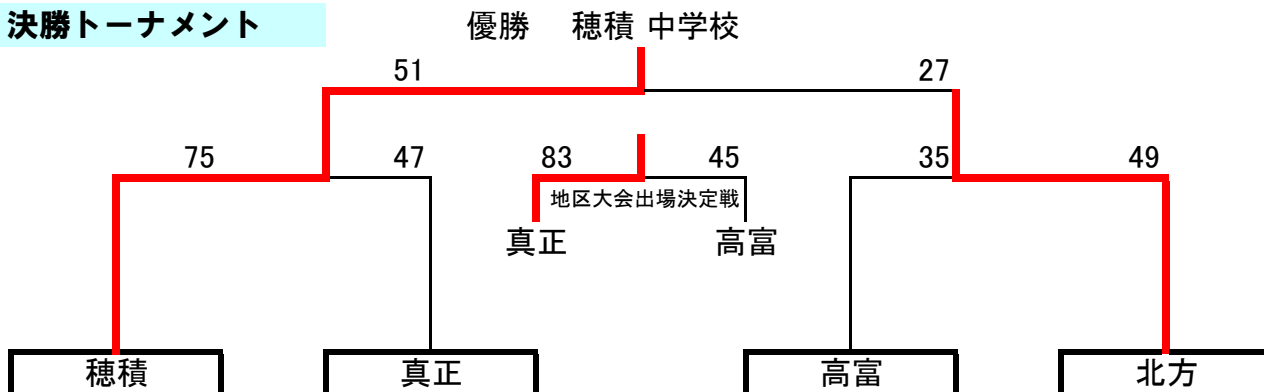 決勝トーナメント
優勝 穂積 中学校
51 27
75 47 83 45 35 49
地区大会出場決定戦
真正 高富
穂積 真正 高富 北方